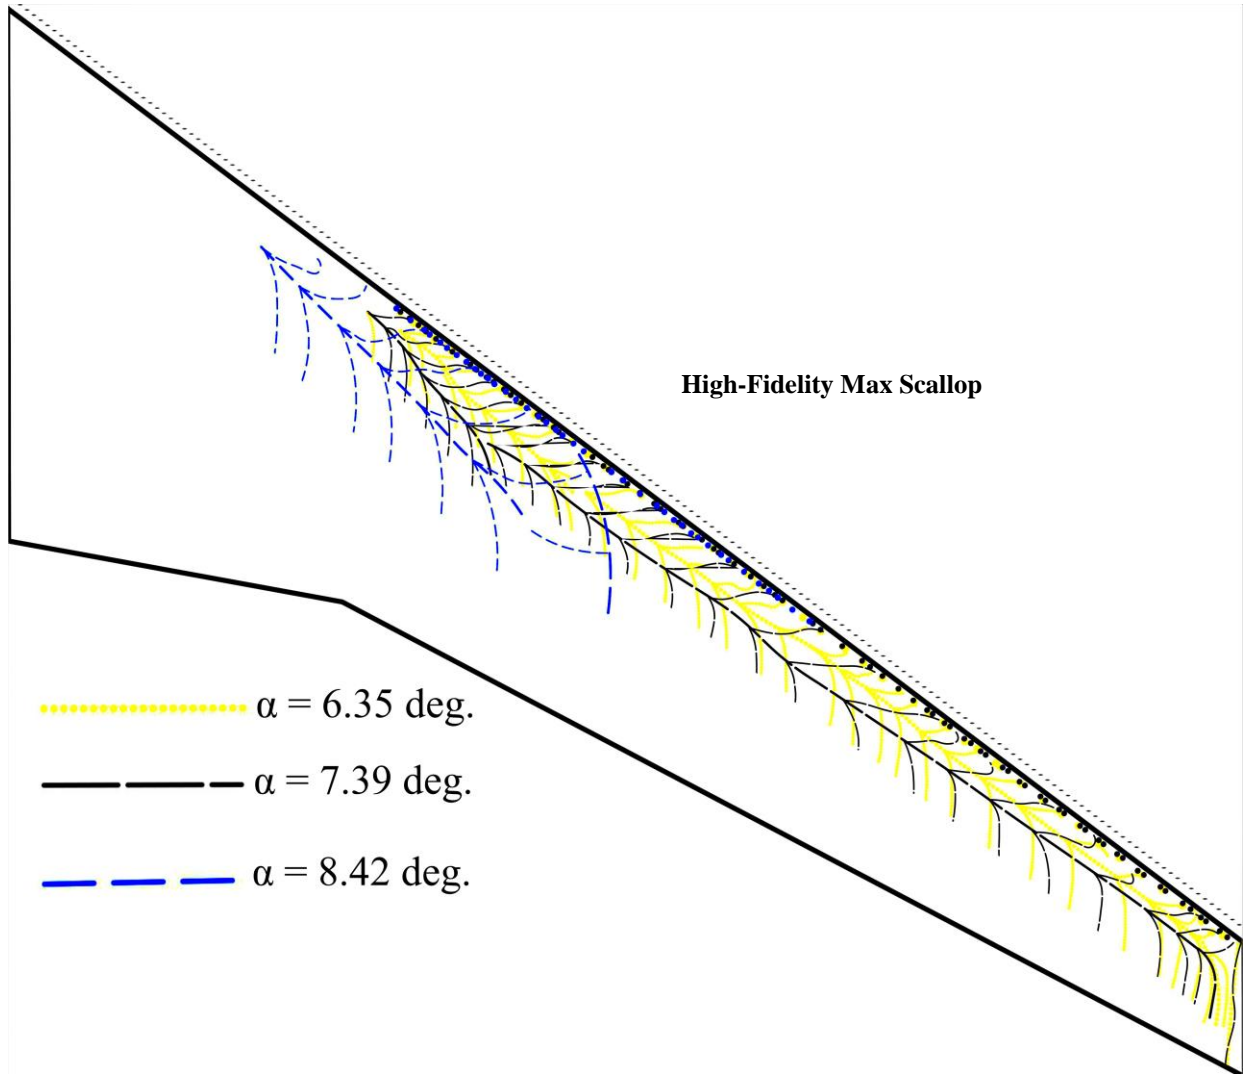 High-Fidelity Max Scallop
α = 6.35 deg.
α = 7.39 deg.
α = 8.42 deg.